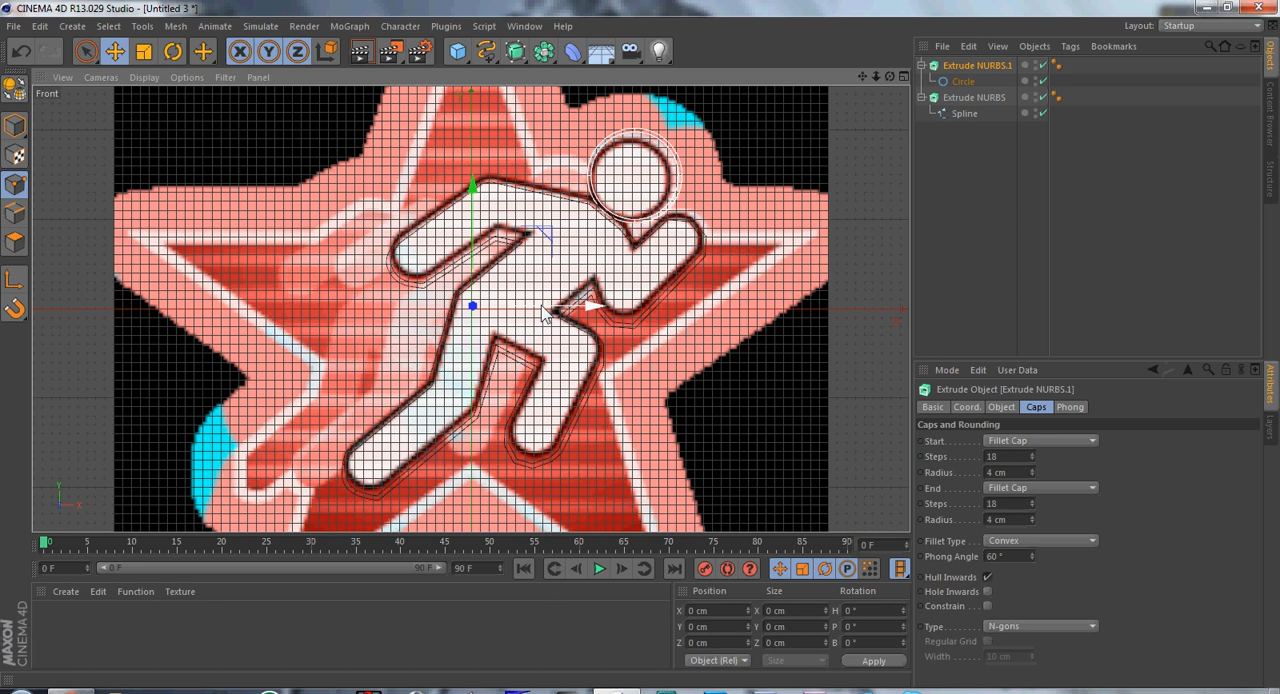 CINEMA 4D R13.029 Studio - [Untitled 3 *]
File Edit Create Select Tools Mesh Animate Simulate Render MoGraph Character Plugins Script Window Help
Layout: Startup
View Cameras Display Options Filter Panel
Front
File Edit View Objects Tags Bookmarks
Extrude NURBS.1
Circle
Extrude NURBS
Spline
Objects
Content Browser
Structure
Mode Edit User Data
Extrude Object [Extrude NURBS.1]
Basic Coord. Object Caps Phong
Caps and Rounding
Start Fillet Cap
Steps 18
Radius 4 cm
End Fillet Cap
Steps 18
Radius 4 cm
Fillet Type Convex
Phong Angle 60 °
Hull Inwards
Hole Inwards
Constrain
Type N-gons
Regular Grid
Width 10 cm
Attributes
Layers
Y
X
0 5 10 15 20 25 30 35 40 45 50 55 60 65 70 75 80 85 90 0 F
0 F 0 F 90 F 90 F
Create Edit Function Texture
Position Size Rotation
X 0 cm X 0 cm H 0 °
Y 0 cm Y 0 cm P 0 °
Z 0 cm Z 0 cm B 0 °
Object (Rel) Size Apply
MAXON
CINEMA 4D